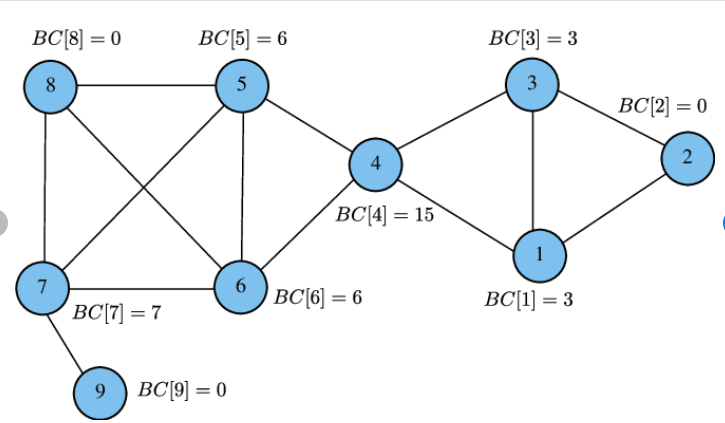 BC[8] = 0
BC[5] = 6
BC[3] = 3
8
5
3
BC[2] = 0
4
2
BC[4] = 15
1
7
6
BC[7] = 7
BC[6] = 6
BC[1] = 3
9
BC[9] = 0